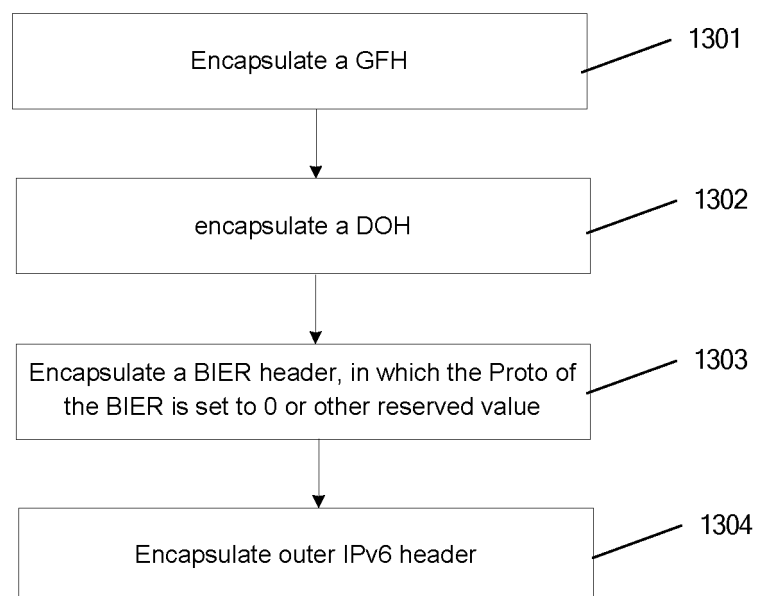 Encapsulate a GFH
1301
encapsulate a DOH
1302
Encapsulate a BIER header, in which the Proto of
the BIER is set to 0 or other reserved value
1303
Encapsulate outer IPv6 header
1304